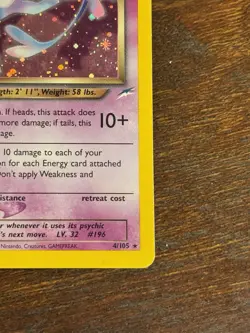 gth: 2' 11", Weight: 58 lbs.
. If heads, this attack does
more damage; if tails, this
age.
10+
10 damage to each of your
on for each Energy card attached
Don't apply Weakness and
istance retreat cost
r whenever it uses its psychic
's next move. LV. 32 #196
Nintendo, Creatures, GAMEFREAK. 4/105 ★